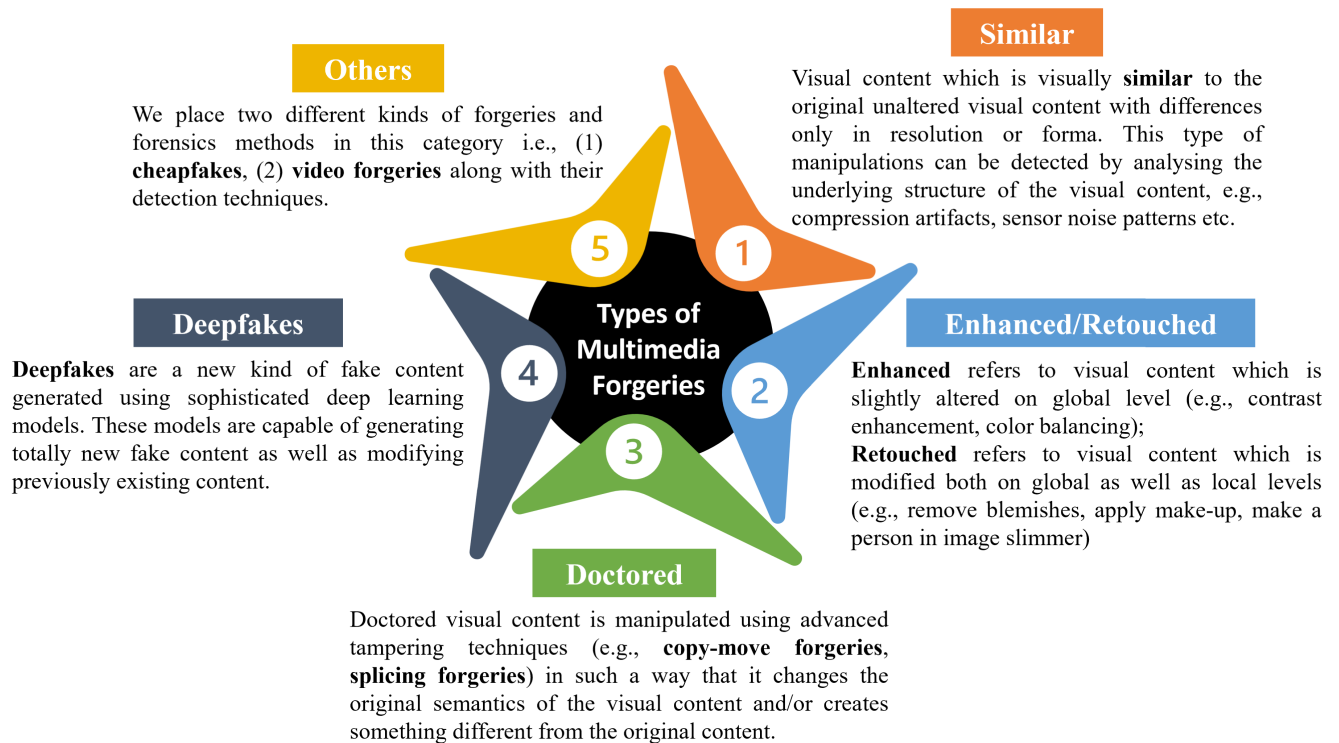 Similar
Visual content which is visually similar to the
original unaltered visual content with differences
only in resolution or forma. This type of
manipulations can be detected by analysing the
underlying structure of the visual content, e.g.,
compression artifacts, sensor noise patterns etc.
Others
We place two different kinds of forgeries and
forensics methods in this category i.e., (1)
cheapfakes, (2) video forgeries along with their
detection techniques.
5
1
Types of
Multimedia
Forgeries
4
2
3
Deepfakes
Deepfakes are a new kind of fake content
generated using sophisticated deep learning
models. These models are capable of generating
totally new fake content as well as modifying
previously existing content.
Enhanced/Retouched
Enhanced refers to visual content which is
slightly altered on global level (e.g., contrast
enhancement, color balancing);
Retouched refers to visual content which is
modified both on global as well as local levels
(e.g., remove blemishes, apply make-up, make a
person in image slimmer)
Doctored
Doctored visual content is manipulated using advanced
tampering techniques (e.g., copy-move forgeries,
splicing forgeries) in such a way that it changes the
original semantics of the visual content and/or creates
something different from the original content.